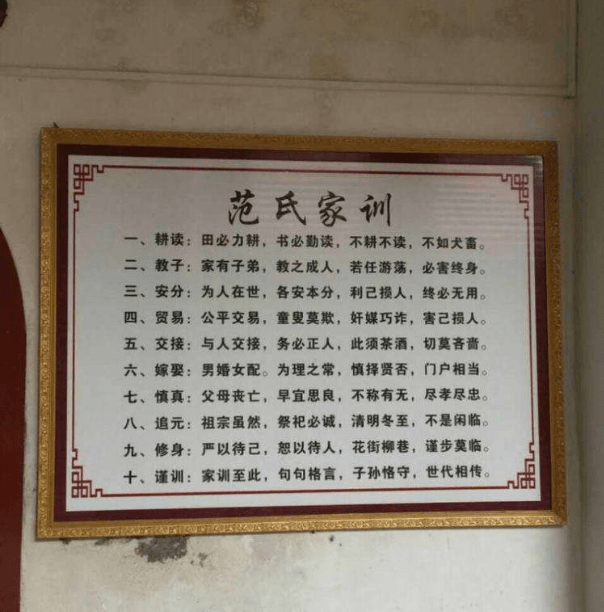 范氏家训
一、耕读：田必力耕，书必勤读，不耕不读，不如犬畜。
二、教子：家有子弟，教之成人，若任游荡，必害终身。
三、安分：为人在世，各安本分，利己损人，终必无用。
四、贸易：公平交易，童叟莫欺，奸媒巧诈，害己损人。
五、交接：与人交接，务必正人，此须茶酒，切莫吝啬。
六、嫁娶：男婚女配。为理之常，慎择贤否，门户相当。
七、慎真：父母丧亡，早宜思良，不称有无，尽孝尽忠。
八、追元：祖宗虽然，祭祀必诚，清明冬至，不是闲临。
九、修身：严以待己，恕以待人，花街柳巷，谨步莫临。
十、谨训：家训至此，句句格言，子孙恪守，世代相传。